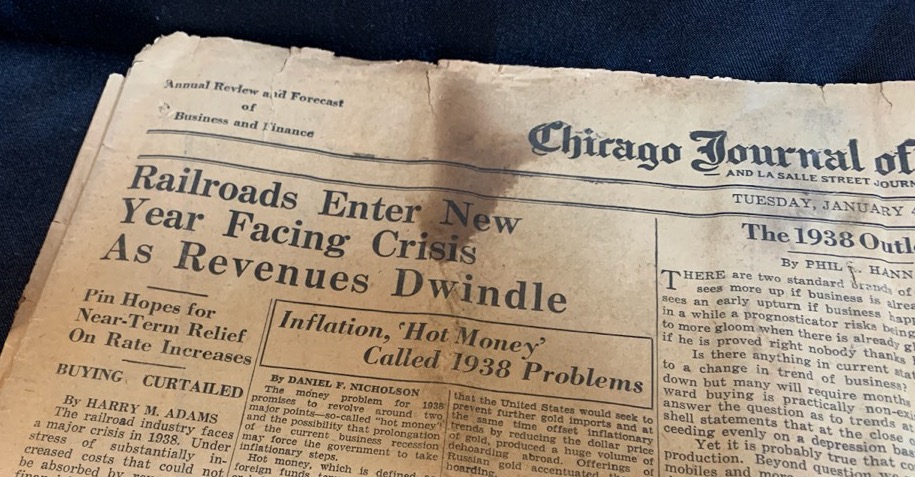 Annual Review and Forecast
of
Business and Finance
Chicago Journal of
AND LA SALLE STREET JOURN
TUESDAY, JANUARY
Railroads Enter New
Year Facing Crisis
As Revenues Dwindle
Pin Hopes for
Near-Term Relief
On Rate Increases
BUYING CURTAILED
By HARRY M. ADAMS
The railroad industry faces
a major crisis in 1938. Under
stress of substantially in-
creased costs that could not
be absorbed by
Inflation, 'Hot Money'
Called 1938 Problems
By DANIEL F. NICHOLSON
The money problem for 1938
promises to revolve around two
major points—so-called "hot money"
and the possibility that prolongation
of the current business recession
may force the government to take
inflationary steps.
Hot money, which is defined
foreign funds
that the United States would seek to
prevent further gold imports and at
the same time offset inflationary
trends by reducing the dollar price
of gold, produced a huge volume of
dehoarding abroad. Offerings of
Russian gold accentuated the
hoarding.
The 1938 Outl
By PHIL S. HANN
THERE are two standard brands of
sees more up if business is alre
sees an early upturn if business happ
in a while a prognosticator risks being
to more gloom when there is already gl
if he is proved right nobody thanks
Is there anything in current stat
to a change in trend of business?
down but many will require months
ward buying is practically non-ex
answer the question as to trends at
shell statements that at the close
ceeding evenly on a depression bas
Yet it is probably true that co
production. Beyond question
mobiles and more